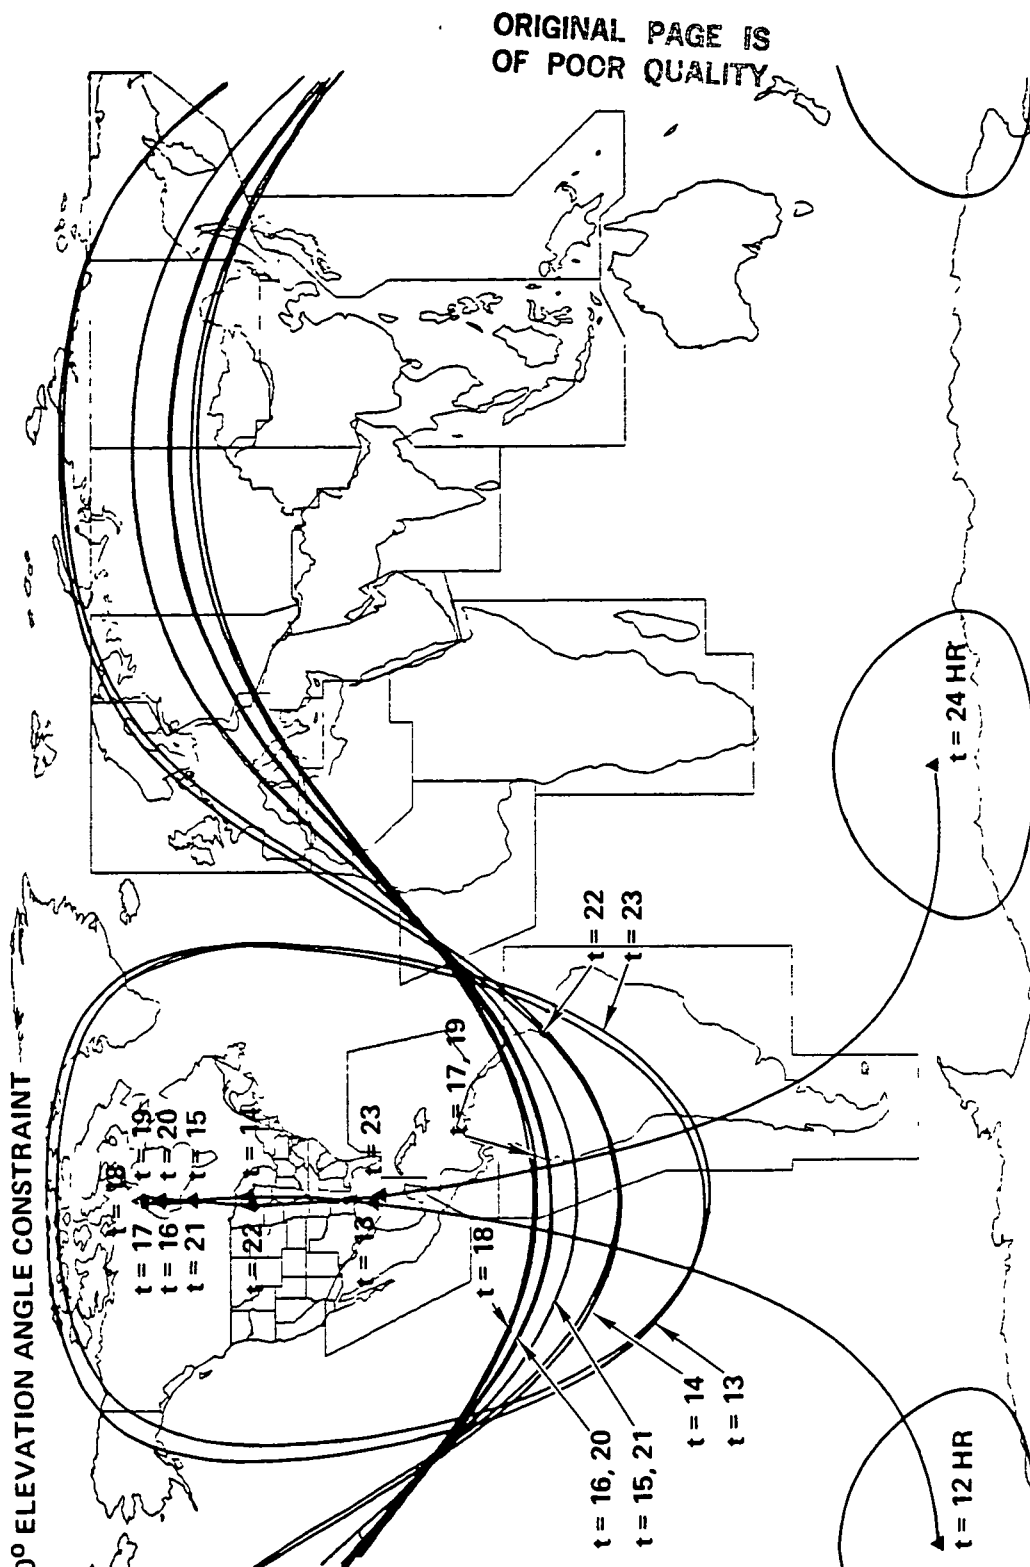 ORIGINAL PAGE IS
OF POOR QUALITY
0° ELEVATION ANGLE CONSTRAINT
t = 18
t = 17
t = 19
t = 16
t = 20
t = 21
t = 15
t = 22
t = 14
t = 13
t = 23
t = 18
t = 17, 19
t = 22
t = 23
t = 16, 20
t = 15, 21
t = 14
t = 13
t = 12 HR
t = 24 HR